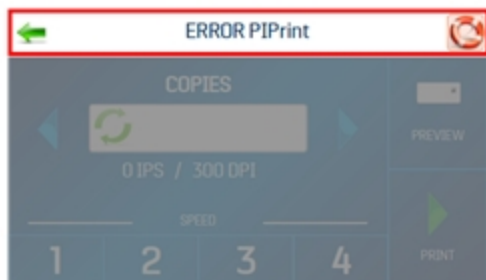 ERROR PIPrint
COPIES
PREVIEW
0 IPS / 300 DPI
SPEED
1 2 3 4
PRINT